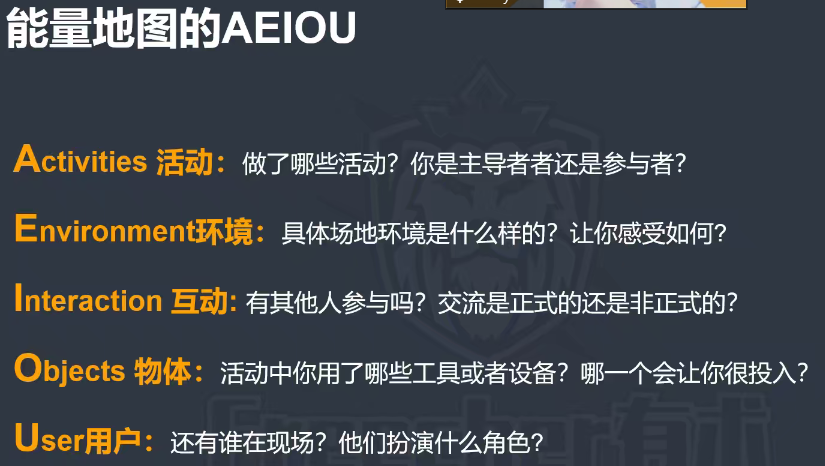 能量地图的AEIOU
Activities 活动：做了哪些活动？你是主导者者还是参与者？
Environment环境：具体场地环境是什么样的？让你感受如何？
Interaction 互动: 有其他人参与吗？交流是正式的还是非正式的？
Objects 物体：活动中你用了哪些工具或者设备？哪一个会让你很投入？
User用户：还有谁在现场？他们扮演什么角色？